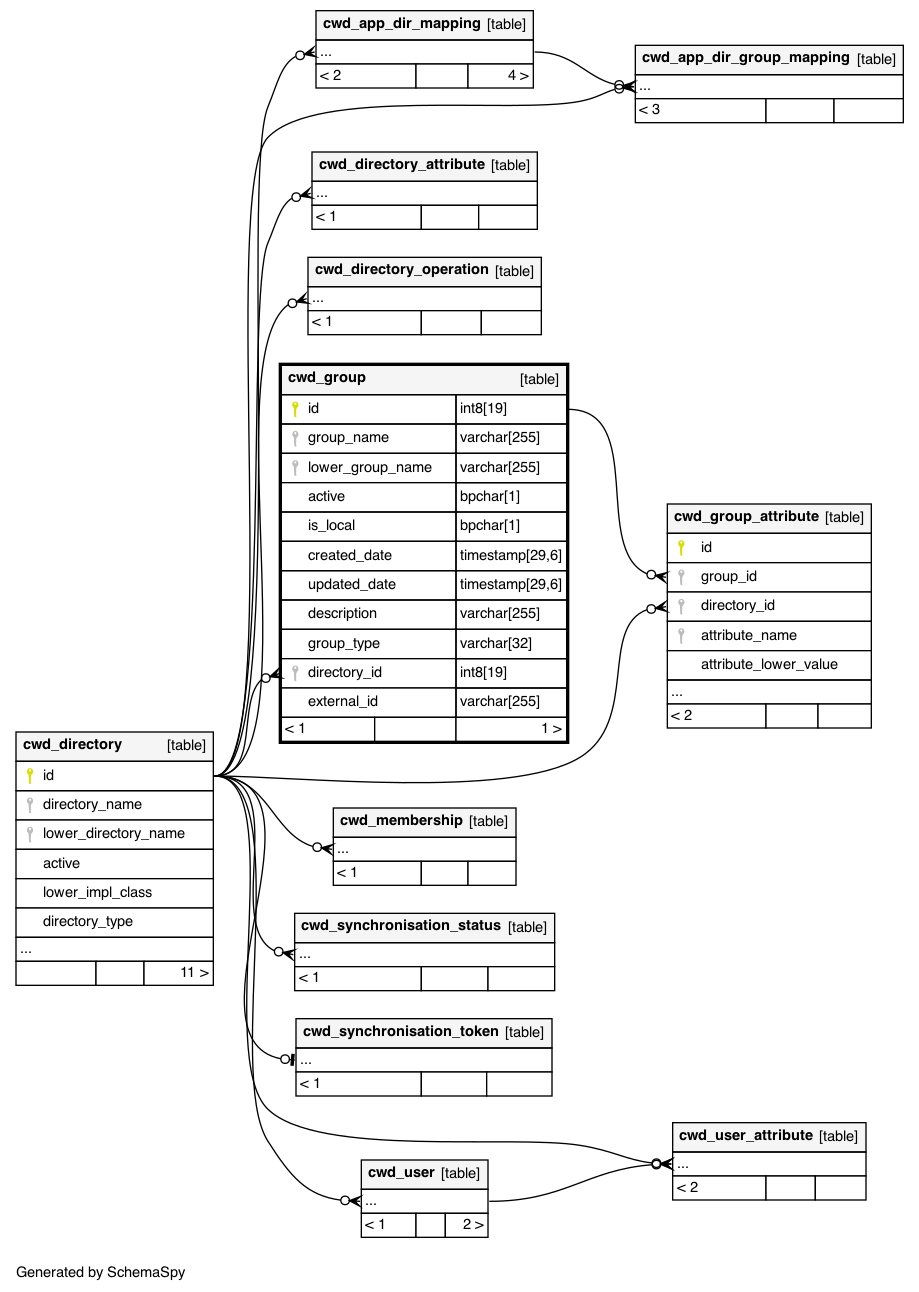 cwd_app_dir_mapping [table]
...
< 2 4 >
cwd_app_dir_group_mapping [table]
...
< 3
cwd_directory_attribute [table]
...
< 1
cwd_directory_operation [table]
...
< 1
cwd_group [table]
id int8[19]
group_name varchar[255]
lower_group_name varchar[255]
active bpchar[1]
is_local bpchar[1]
created_date timestamp[29,6]
updated_date timestamp[29,6]
description varchar[255]
group_type varchar[32]
directory_id int8[19]
external_id varchar[255]
< 1 1 >
cwd_group_attribute [table]
id
group_id
directory_id
attribute_name
attribute_lower_value
...
< 2
cwd_directory [table]
id
directory_name
lower_directory_name
active
lower_impl_class
directory_type
...
11 >
cwd_membership [table]
...
< 1
cwd_synchronisation_status [table]
...
< 1
cwd_synchronisation_token [table]
...
< 1
cwd_user_attribute [table]
...
< 2
cwd_user [table]
...
< 1 2 >
Generated by SchemaSpy